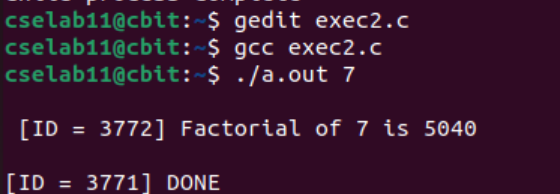 cselab11@cbit:~$ gedit exec2.c
cselab11@cbit:~$ gcc exec2.c
cselab11@cbit:~$ ./a.out 7
[ID = 3772] Factorial of 7 is 5040
[ID = 3771] DONE